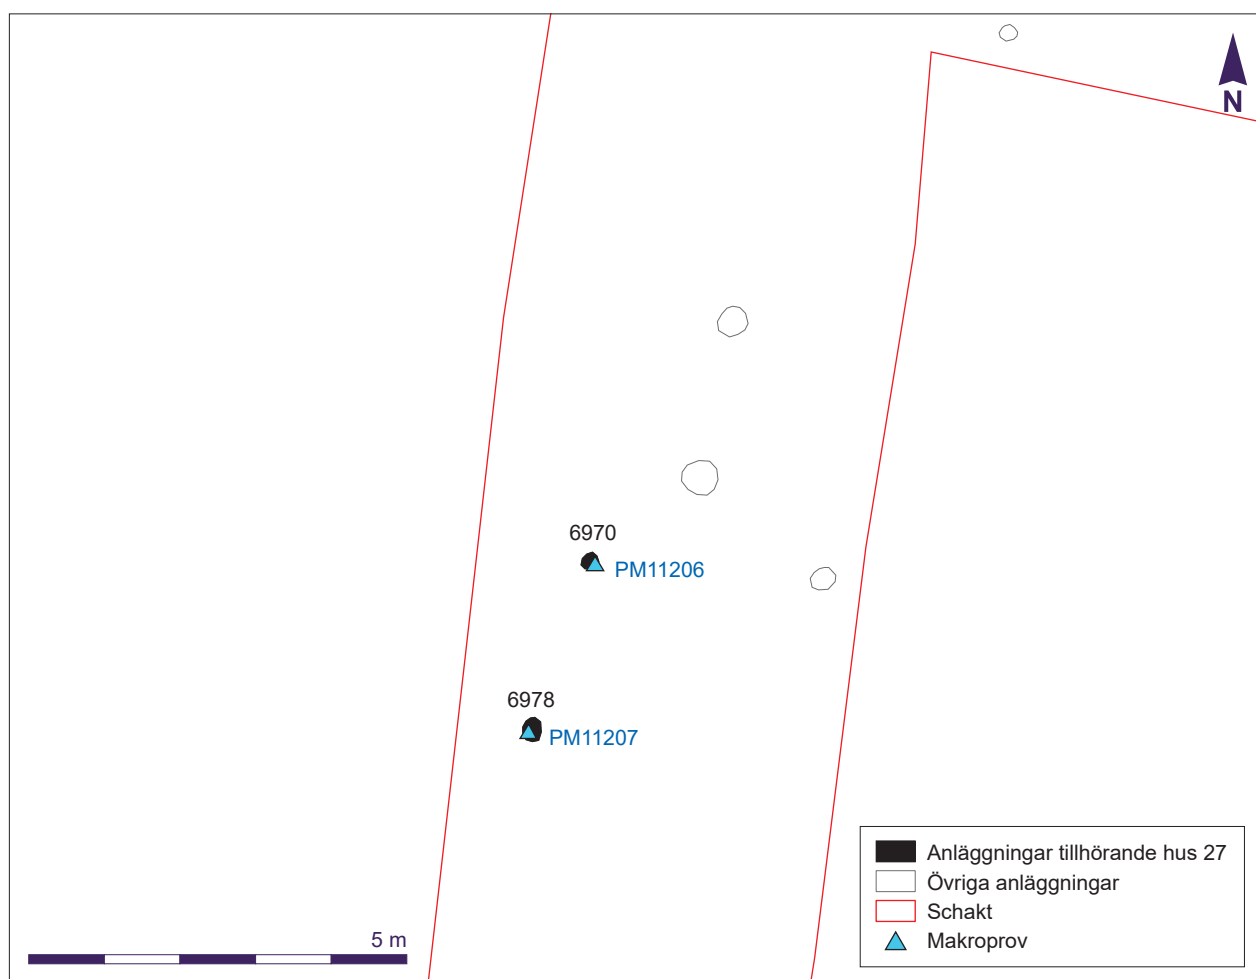 N
6970
PM11206
6978
PM11207
Anläggningar tillhörande hus 27
Övriga anläggningar
Schakt
Makroprov
5 m